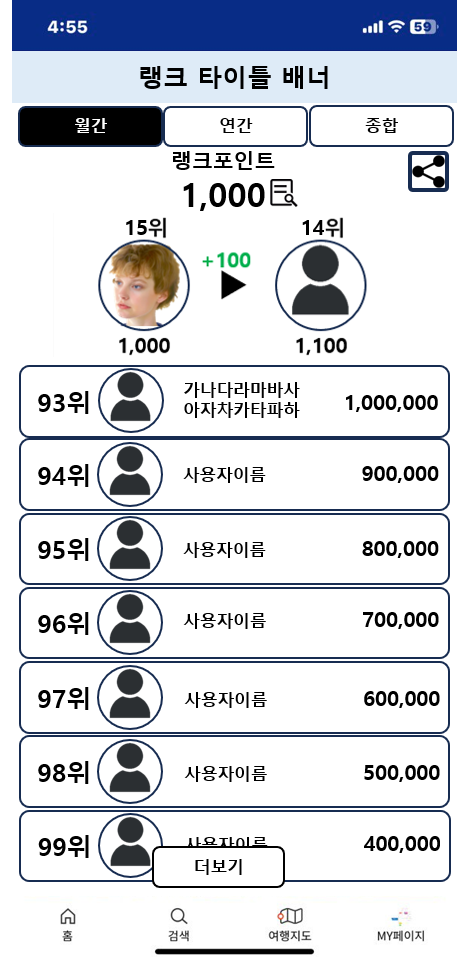 4:55
59
랭크 타이틀 배너
월간 연간 종합
랭크포인트
1,000
15위 14위
+100
1,000 1,100
93위 가나다라마바사
아자차카타파하 1,000,000
94위 사용자이름 900,000
95위 사용자이름 800,000
96위 사용자이름 700,000
97위 사용자이름 600,000
98위 사용자이름 500,000
99위 사용자이름 400,000
더보기
홈 검색 여행지도 MY페이지